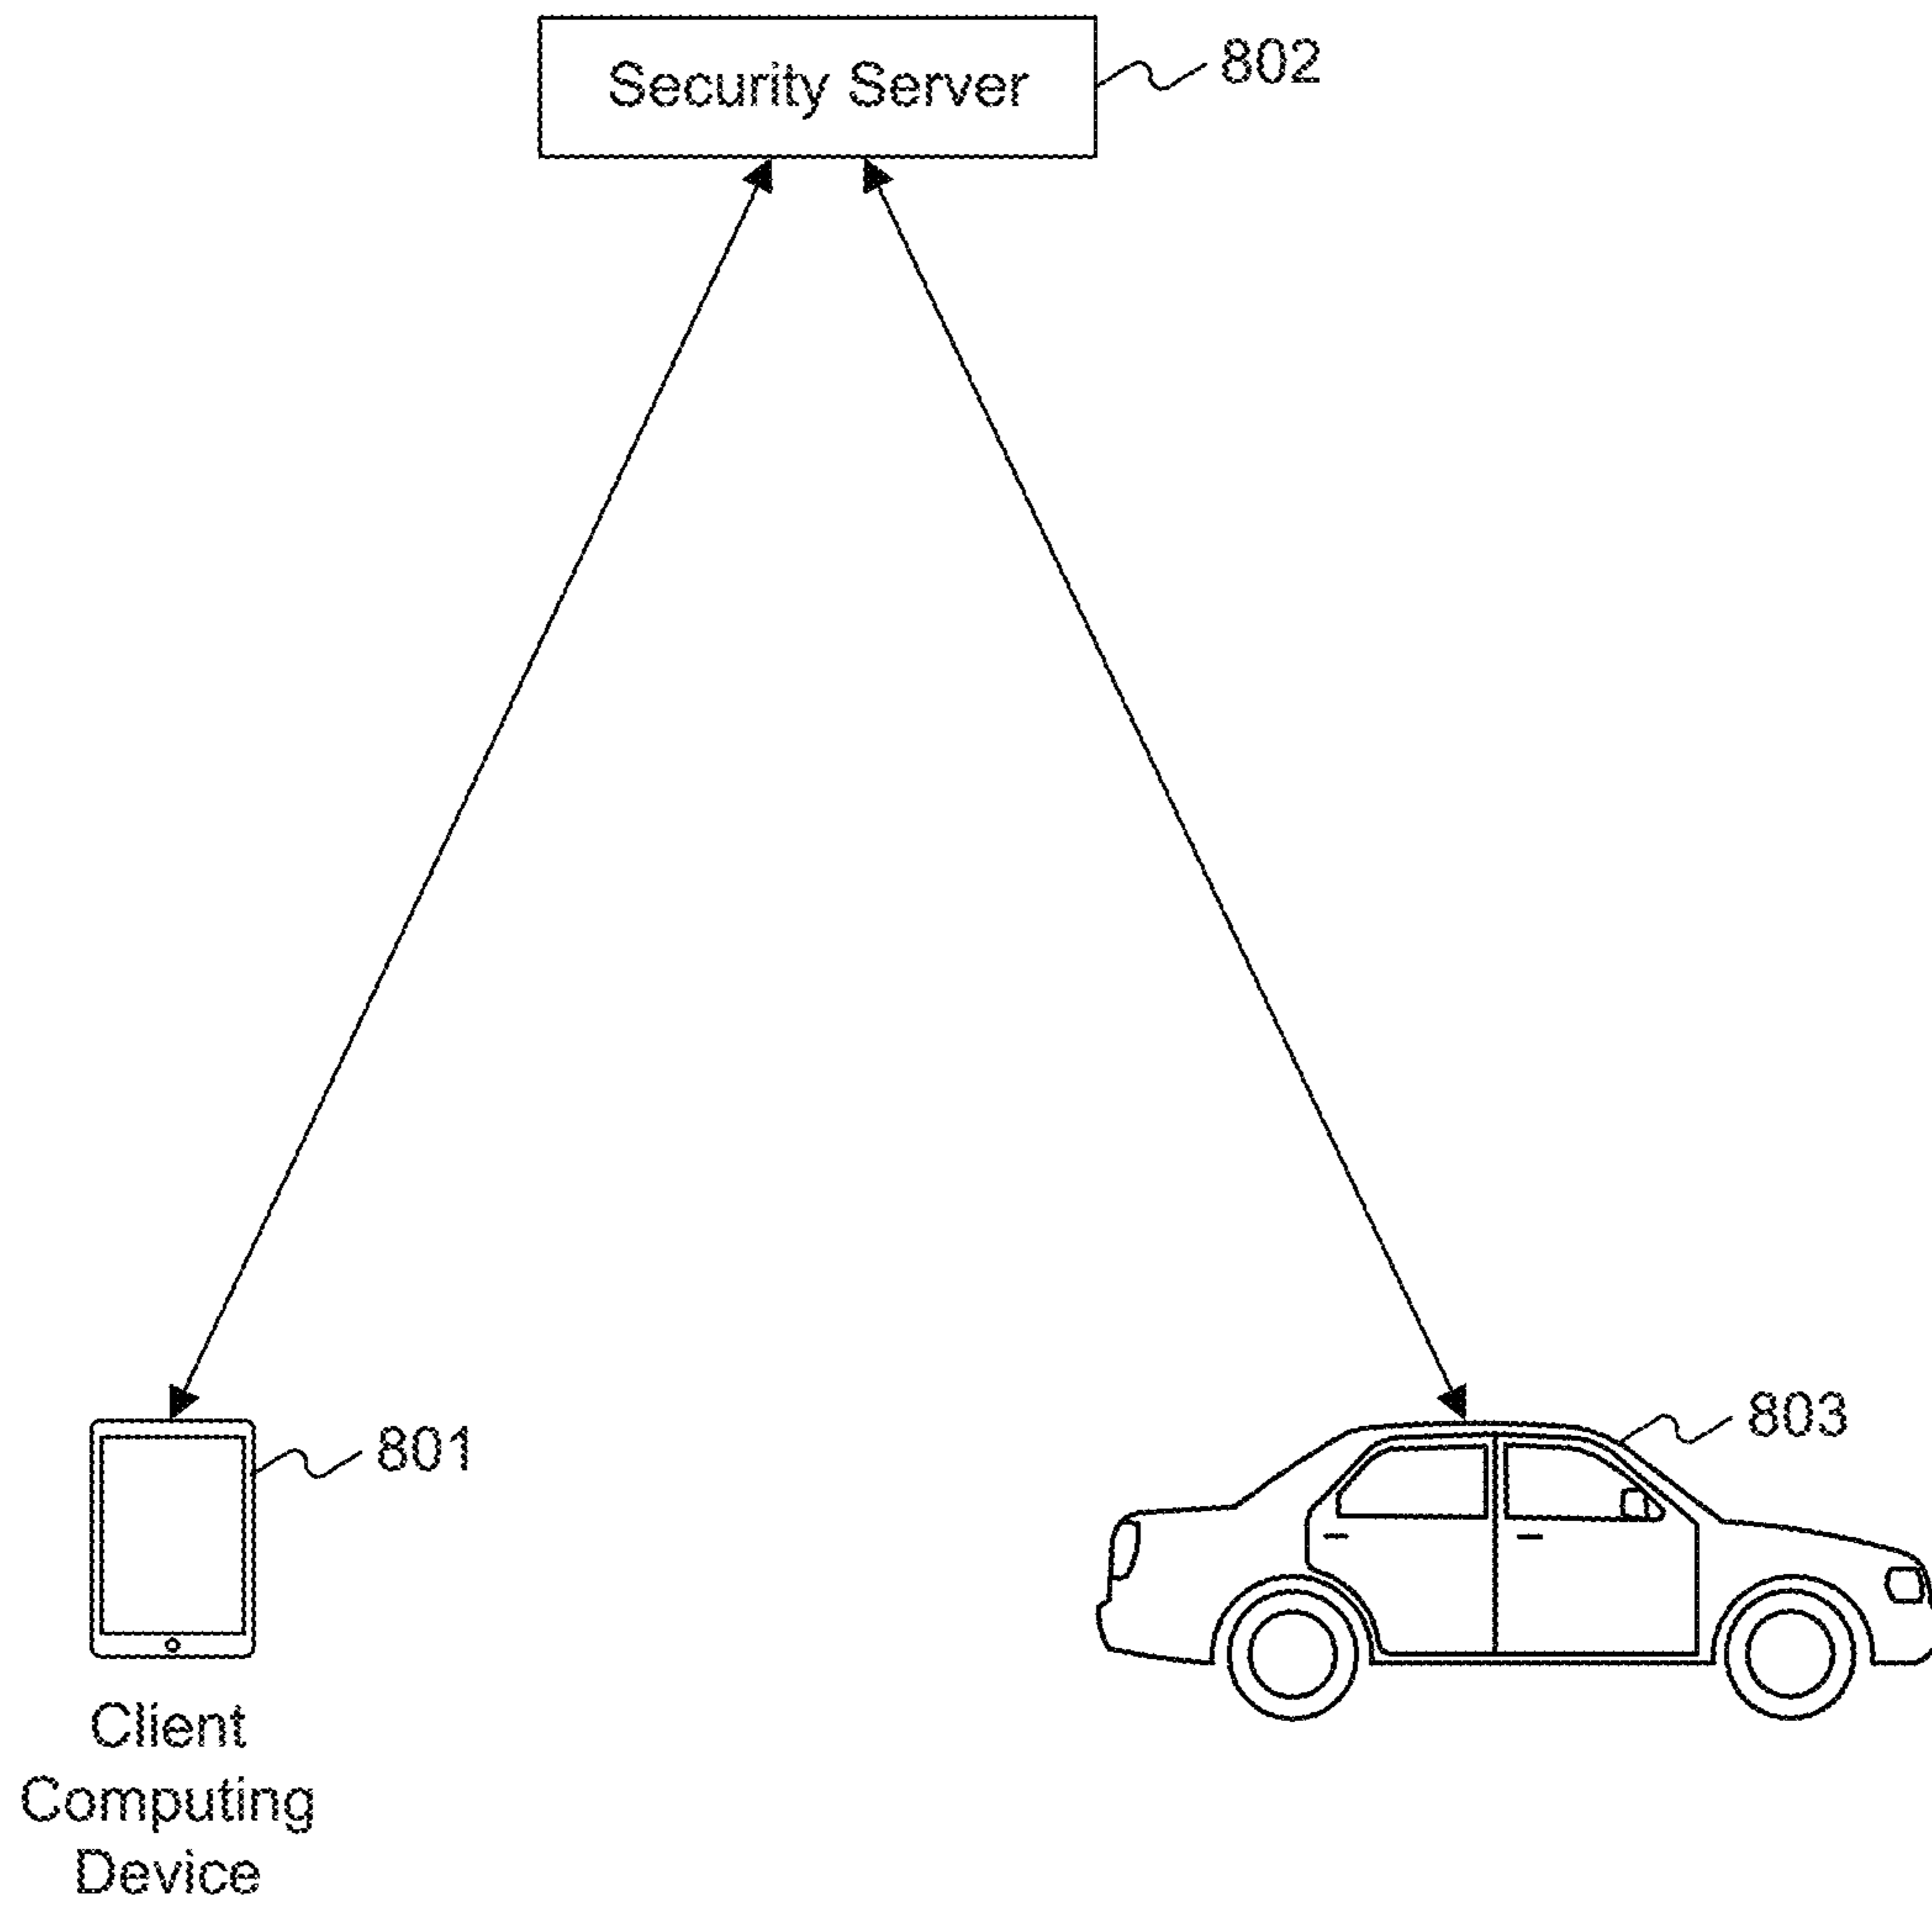 Security Server
802
801
803
Client
Computing
Device